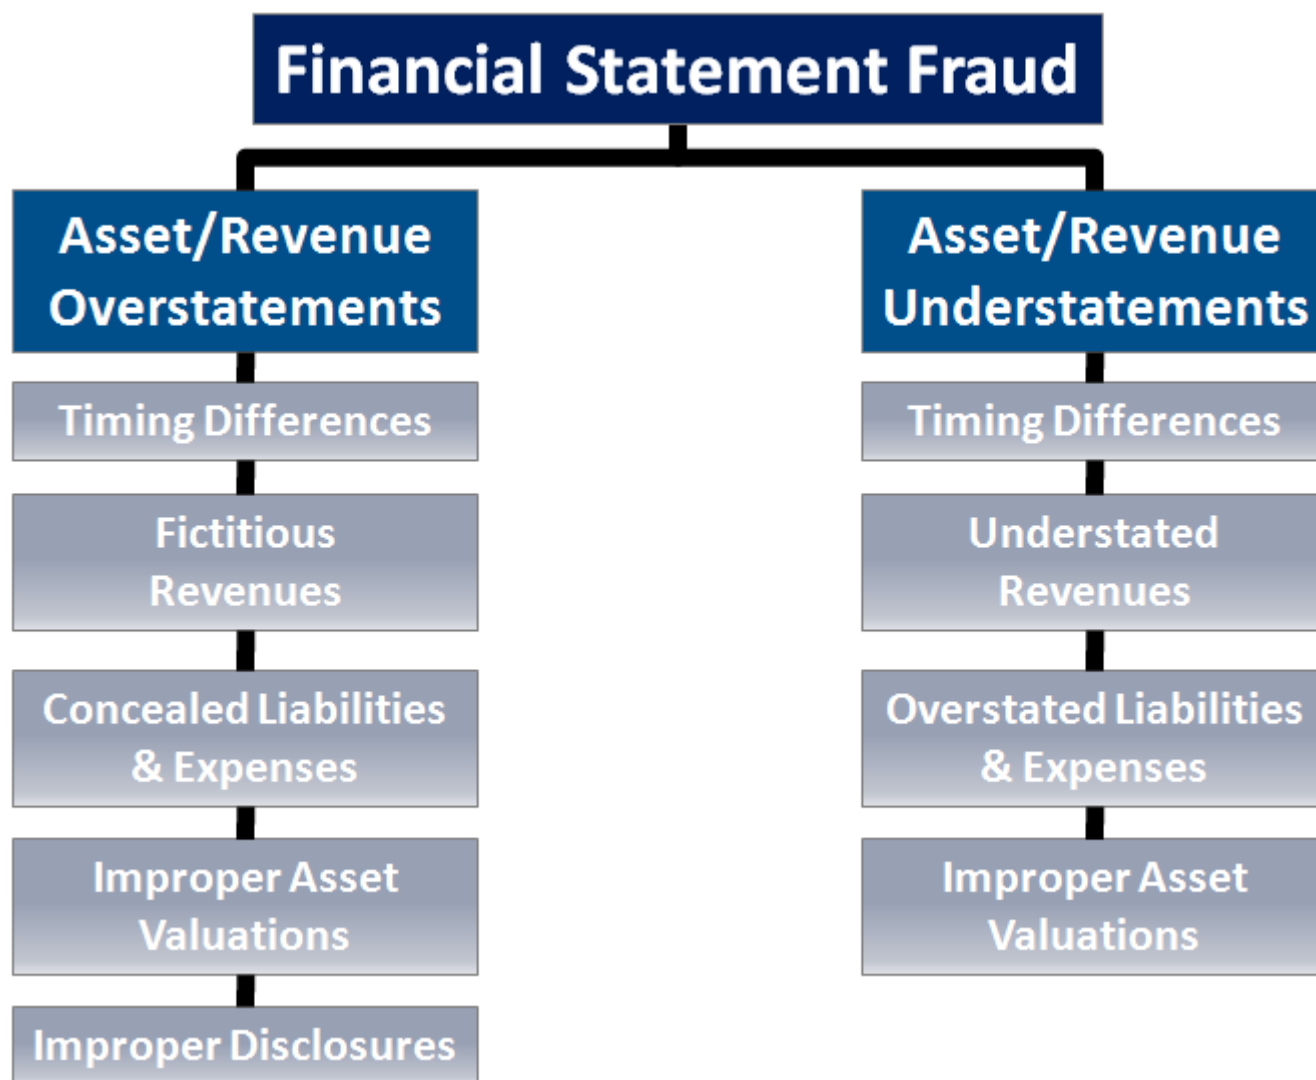 Financial Statement Fraud
Asset/Revenue
Overstatements
Timing Differences
Fictitious
Revenues
Concealed Liabilities
& Expenses
Improper Asset
Valuations
Improper Disclosures
Asset/Revenue
Understatements
Timing Differences
Understated
Revenues
Overstated Liabilities
& Expenses
Improper Asset
Valuations